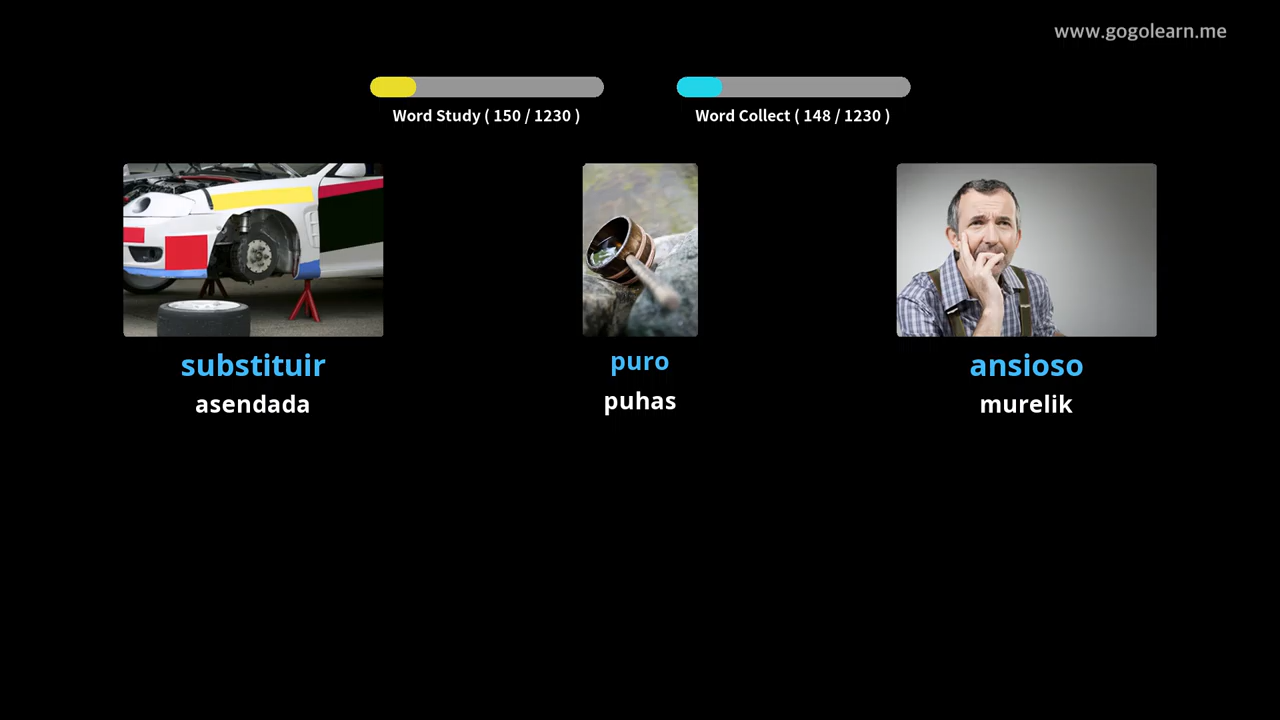 www.gogolearn.me
Word Study ( 150 / 1230 )
Word Collect ( 148 / 1230 )
substituir
asendada
puro
puhas
ansioso
murelik